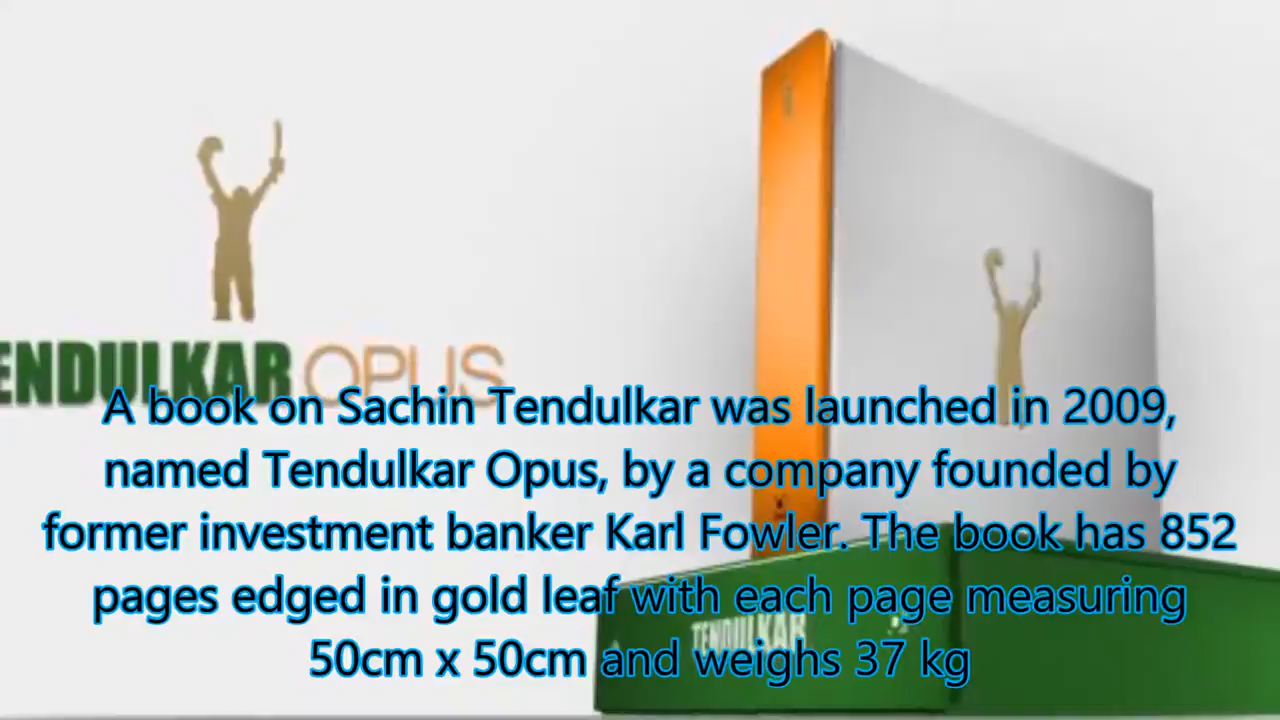 ENDULKAR OPUS
A book on Sachin Tendulkar was launched in 2009,
named Tendulkar Opus, by a company founded by
former investment banker Karl Fowler. The book has 852
pages edged in gold leaf with each page measuring
TENDULKAR
50cm x 50cm and weighs 37 kg